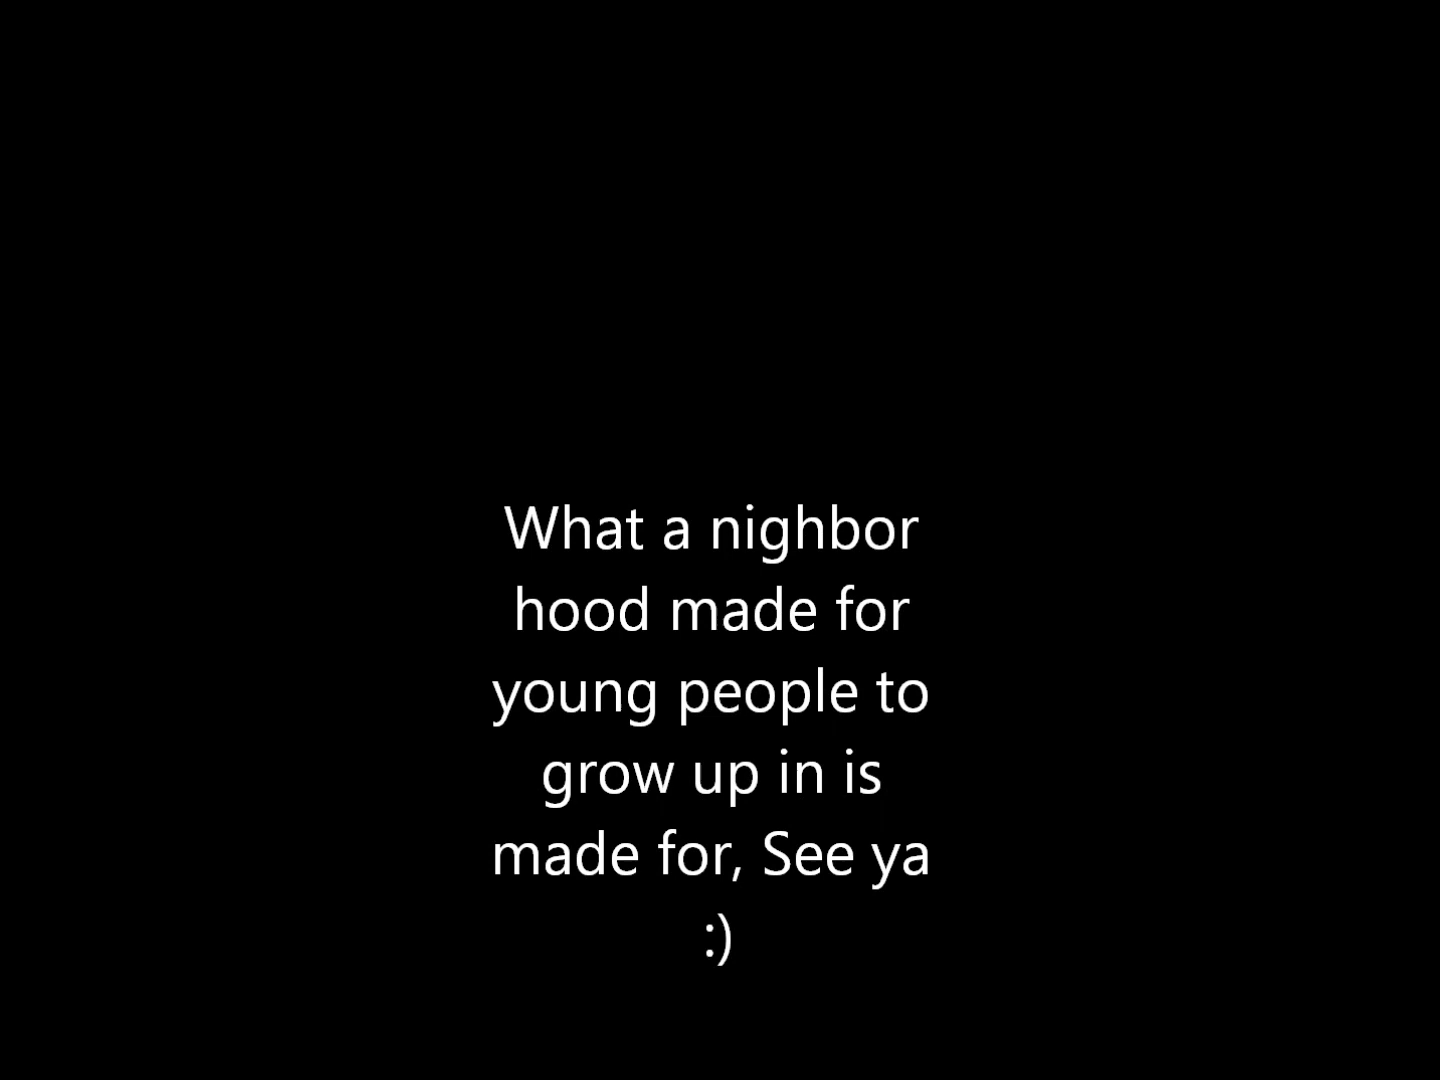 What a nighbor
hood made for
young people to
grow up in is
made for, See ya
:)